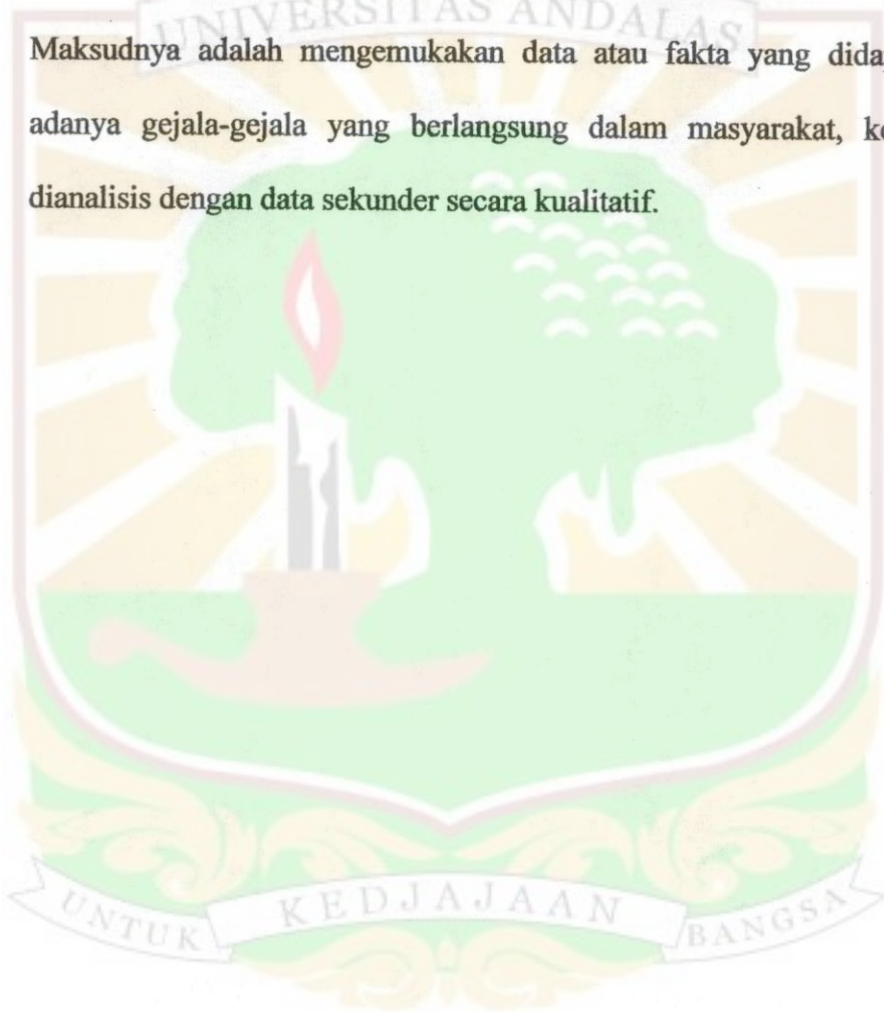 UNIVERSITAS ANDALAS
Maksudnya adalah mengemukakan data atau fakta yang
adanya gejala-gejala yang berlangsung dalam masyarakat,
dianalisis dengan data sekunder secara kualitatif.
UNTUK KEDJAJAAN BANGSA